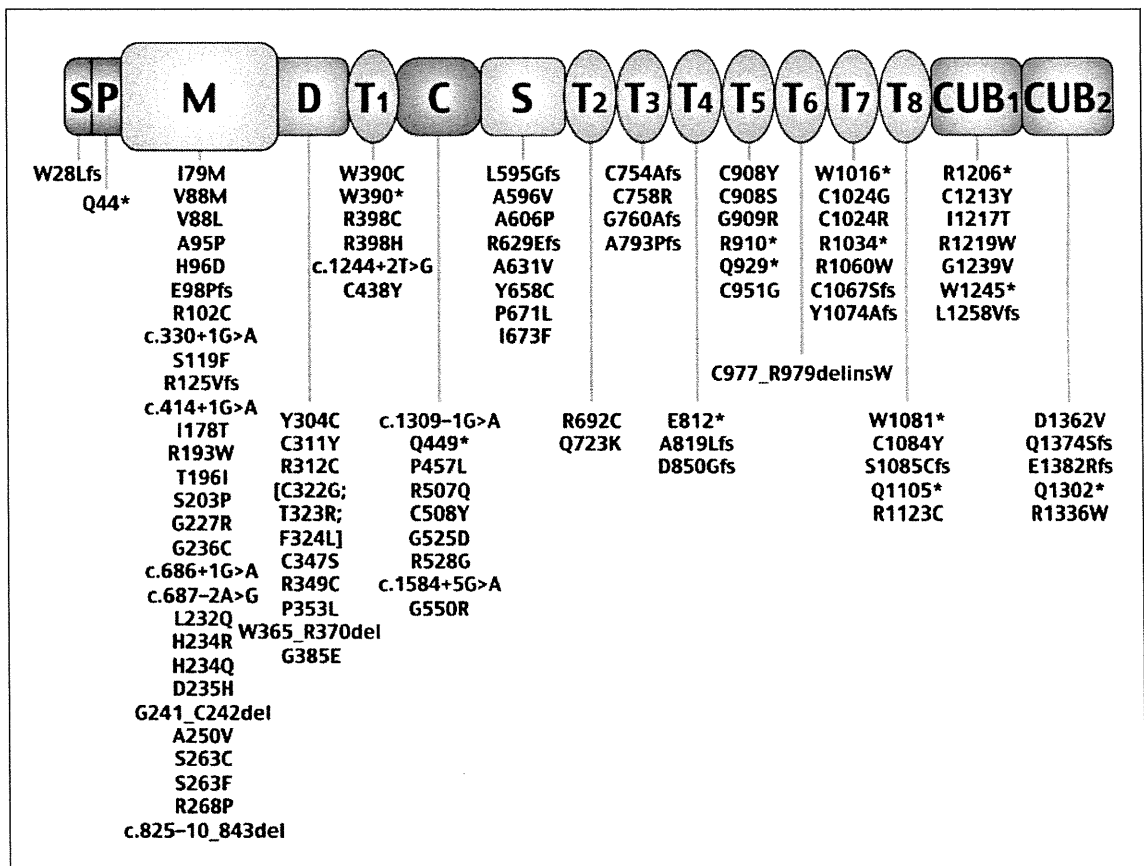 S P M D T1 C S T2 T3 T4 T5 T6 T7 T8 CUB1 CUB2
W28Lfs
Q44*
I79M
V88M
V88L
A95P
H96D
E98Pfs
R102C
c.330+1G>A
S119F
R125Vfs
c.414+1G>A
I178T
R193W
T196I
S203P
G227R
G236C
c.686+1G>A
c.687−2A>G
L232Q
H234R
H234Q
D235H
G241_C242del
A250V
S263C
S263F
R268P
c.825−10_843del
Y304C
C311Y
R312C
[C322G;
T323R;
F324L]
C347S
R349C
P353L
W365_R370del
G385E
W390C
W390*
R398C
R398H
c.1244+2T>G
C438Y
c.1309−1G>A
Q449*
P457L
R507Q
C508Y
G525D
R528G
c.1584+5G>A
G550R
L595Gfs
A596V
A606P
R629Efs
A631V
Y658C
P671L
I673F
R692C
Q723K
C754Afs
C758R
G760Afs
A793Pfs
E812*
A819Lfs
D850Gfs
C908Y
C908S
G909R
R910*
Q929*
C951G
C977_R979delinsW
W1016*
C1024G
C1024R
R1034*
R1060W
C1067Sfs
Y1074Afs
W1081*
C1084Y
S1085Cfs
Q1105*
R1123C
R1206*
C1213Y
I1217T
R1219W
G1239V
W1245*
L1258Vfs
D1362V
Q1374Sfs
E1382Rfs
Q1302*
R1336W